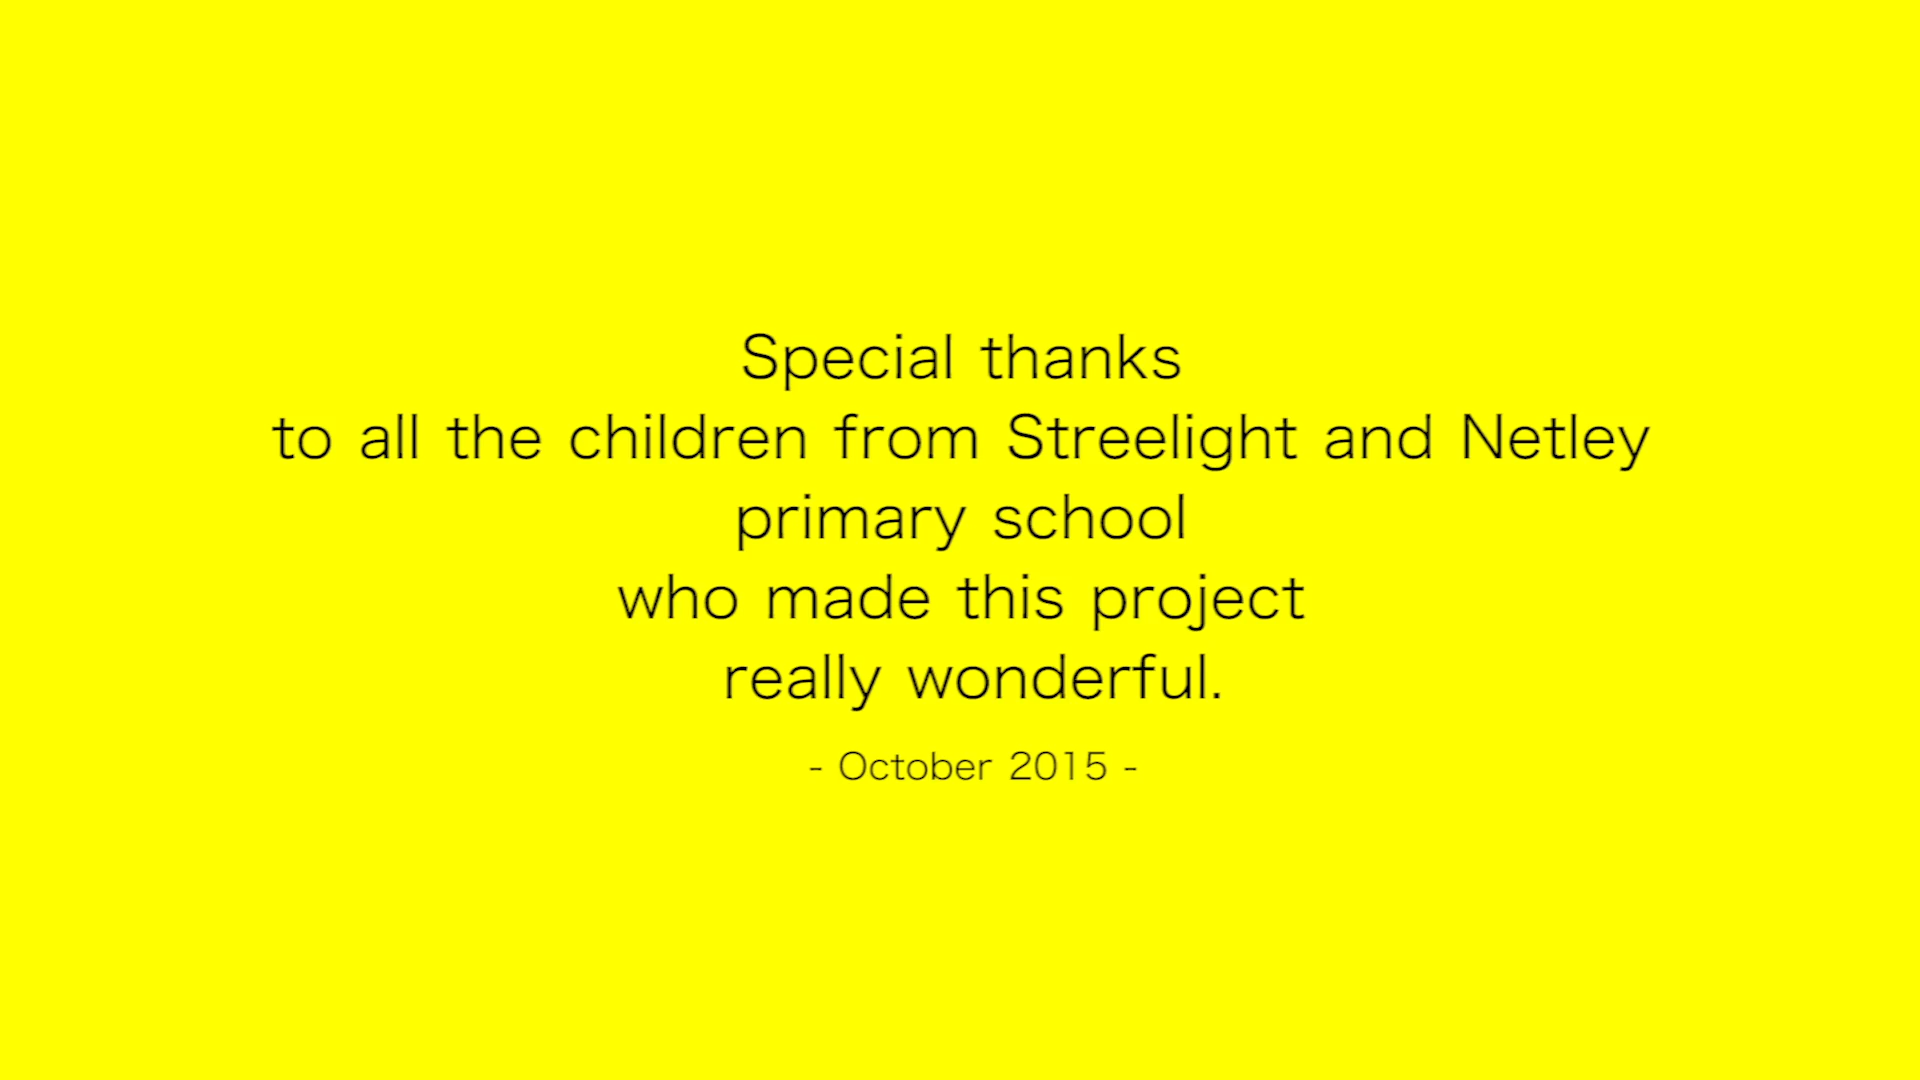 Special thanks
to all the children from Streelight and Netley
primary school
who made this project
really wonderful.
- October 2015 -